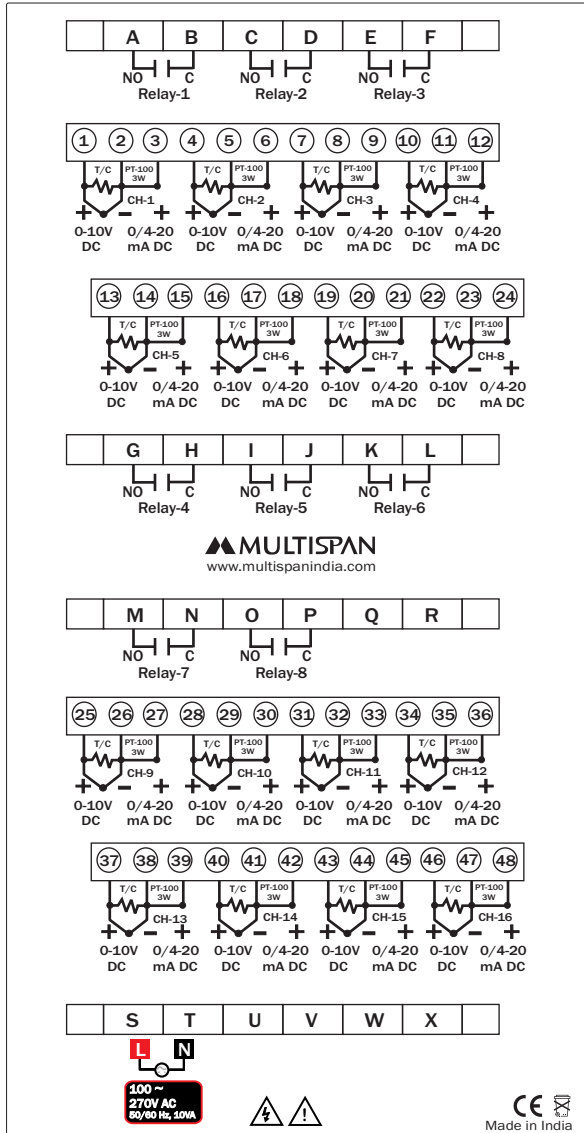 A B C D E F
NO C NO C NO C
Relay-1 Relay-2 Relay-3
1 2 3 4 5 6 7 8 9 10 11 12
T/C PT-100 T/C PT-100 T/C PT-100 T/C PT-100
3W 3W 3W 3W
CH-1 CH-2 CH-3 CH-4
+ − + + − + + − + + − +
0-10V 0/4-20 0-10V 0/4-20 0-10V 0/4-20 0-10V 0/4-20
DC mA DC DC mA DC DC mA DC DC mA DC
13 14 15 16 17 18 19 20 21 22 23 24
T/C PT-100 T/C PT-100 T/C PT-100 T/C PT-100
3W 3W 3W 3W
CH-5 CH-6 CH-7 CH-8
+ − + + − + + − + + − +
0-10V 0/4-20 0-10V 0/4-20 0-10V 0/4-20 0-10V 0/4-20
DC mA DC DC mA DC DC mA DC DC mA DC
G H I J K L
NO C NO C NO C
Relay-4 Relay-5 Relay-6
MULTISPAN
www.multispanindia.com
M N O P Q R
NO C NO C
Relay-7 Relay-8
25 26 27 28 29 30 31 32 33 34 35 36
T/C PT-100 T/C PT-100 T/C PT-100 T/C PT-100
3W 3W 3W 3W
CH-9 CH-10 CH-11 CH-12
+ − + + − + + − + + − +
0-10V 0/4-20 0-10V 0/4-20 0-10V 0/4-20 0-10V 0/4-20
DC mA DC DC mA DC DC mA DC DC mA DC
37 38 39 40 41 42 43 44 45 46 47 48
T/C PT-100 T/C PT-100 T/C PT-100 T/C PT-100
3W 3W 3W 3W
CH-13 CH-14 CH-15 CH-16
+ − + + − + + − + + − +
0-10V 0/4-20 0-10V 0/4-20 0-10V 0/4-20 0-10V 0/4-20
DC mA DC DC mA DC DC mA DC DC mA DC
S T U V W X
L N
100 ~
270V AC
50/60 Hz, 10VA
CE
Made in India